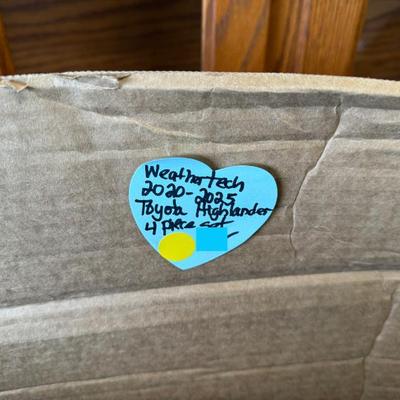 WeatherTech
2020-2025
Toyota Highlander
4 piece set